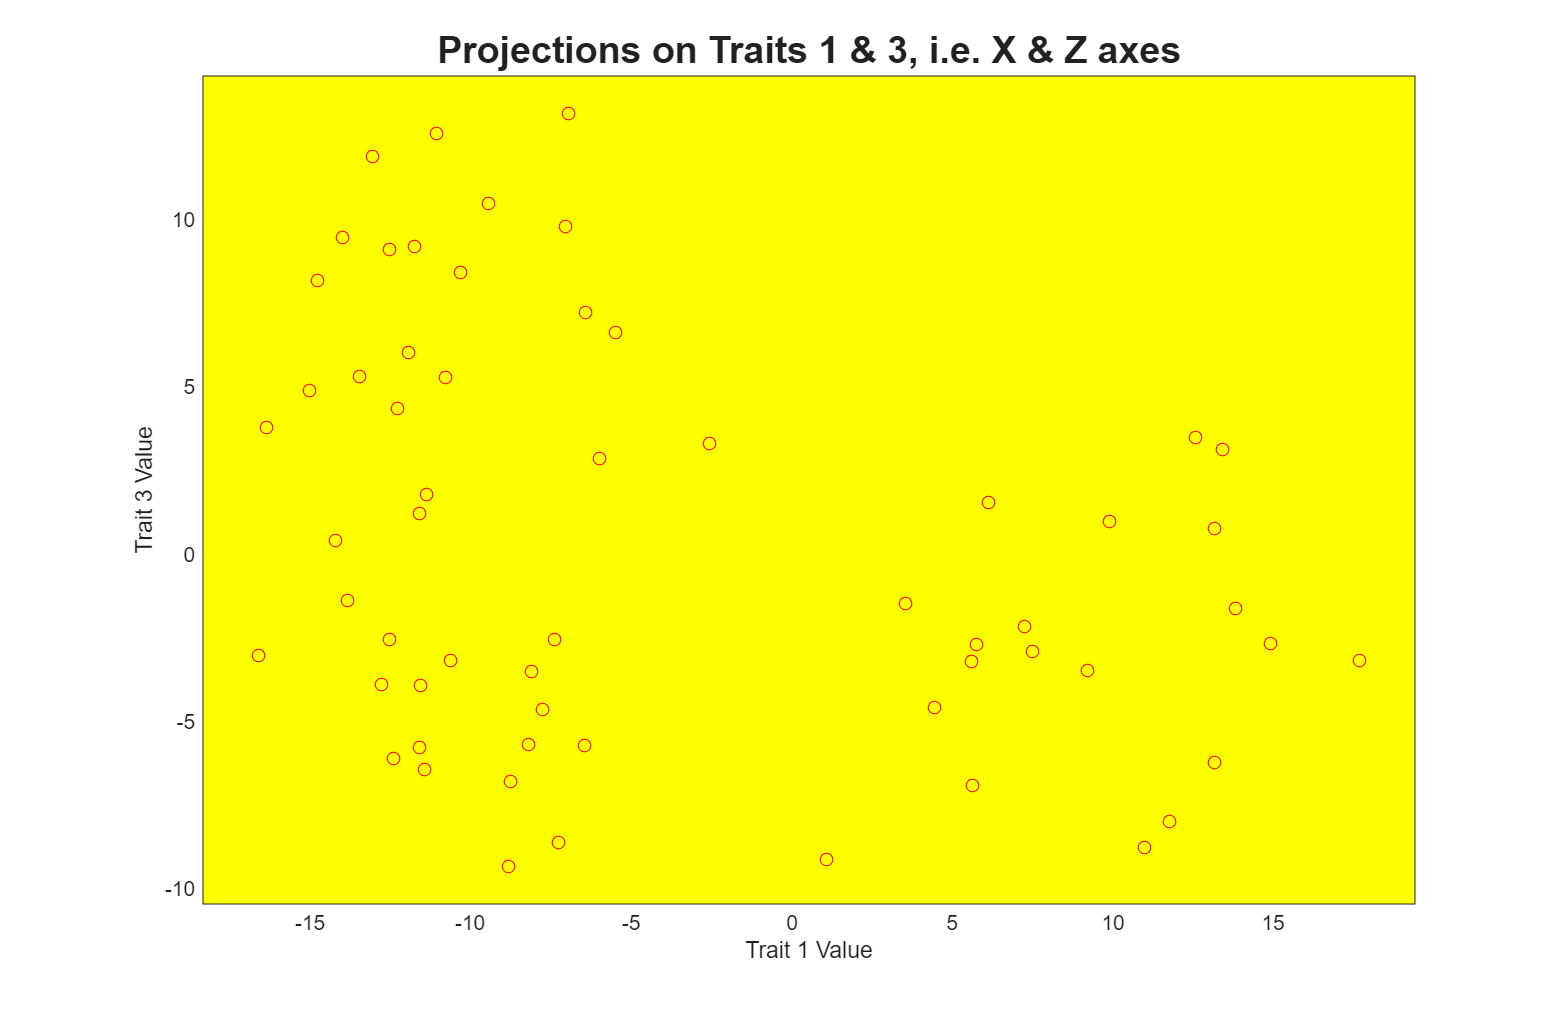 Projections on Traits 1 & 3, i.e. X & Z axes
10
5
0
-5
-10
Trait 3 Value
-15 -10 -5 0 5 10 15
Trait 1 Value